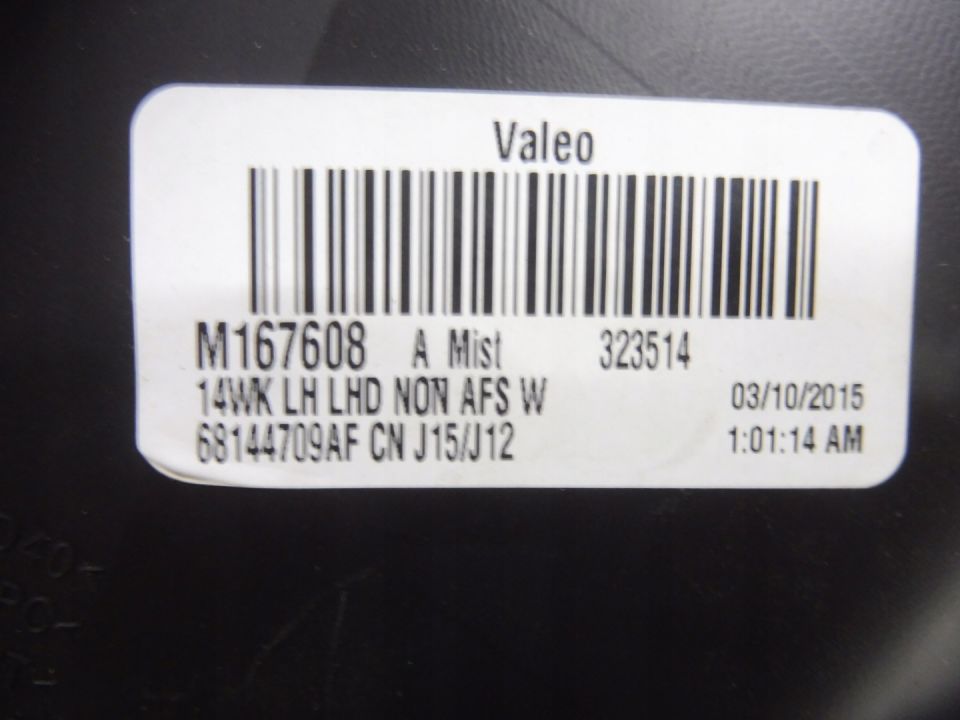 Valeo
M167608 A Mist 323514
14WK LH LHD NON AFS W 03/10/2015
68144709AF CN J15/J12 1:01:14 AM